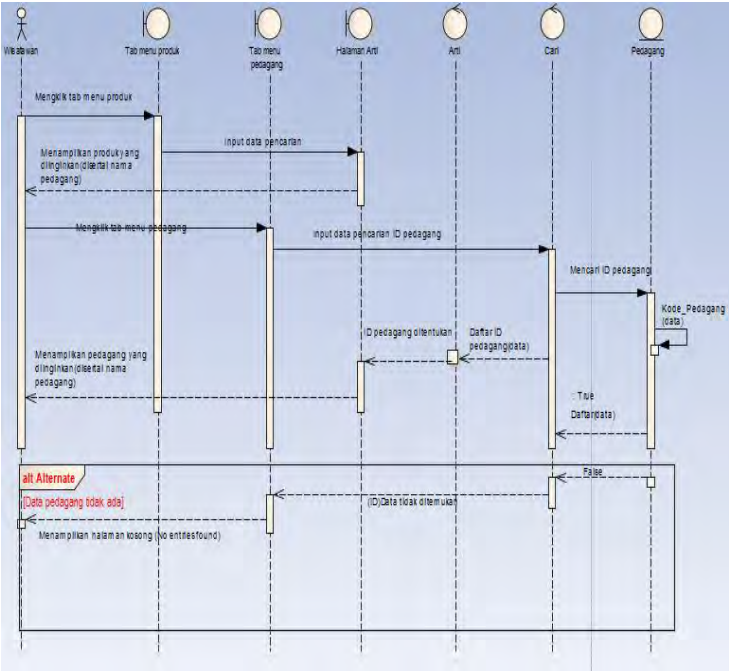 Wisatawan
Tab menu produk
Tab menu
pedagang
Halaman Arti
Arti
Cari
Pedagang
Mengklik tab menu produk
Input data pencarian
Menampilkan produk yang
diinginkan(disertai nama
pedagang)
Mengklik tab menu pedagang
Input data pencarian ID pedagang
Mencari ID pedagang
Kode_Pedagang
(data)
ID pedagang ditentukan
Daftar ID
pedagang(data)
Menampilkan pedagang yang
diinginkan(disertai nama
pedagang)
: True
Daftar(data)
alt Alternate
[Data pedagang tidak ada]
False
(ID)Data tidak ditemukan
Menampilkan halaman kosong (No entries found)